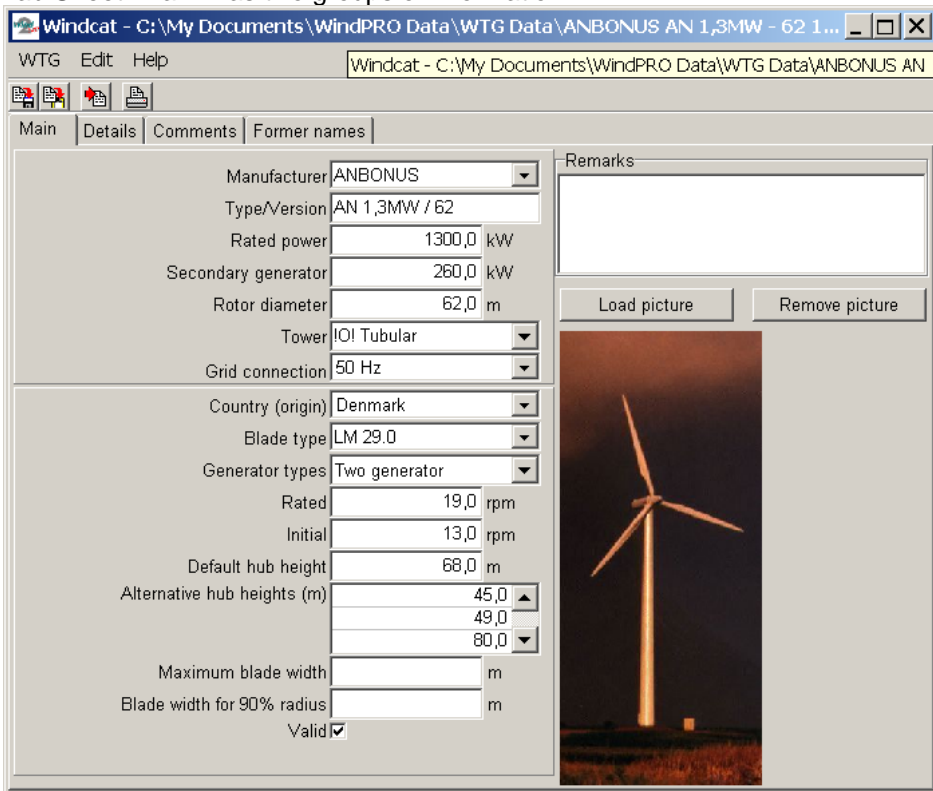 Windcat - C:\My Documents\WindPRO Data\WTG Data\ANBONUS AN 1,3MW - 62 1...
WTG Edit Help
Windcat - C:\My Documents\WindPRO Data\WTG Data\ANBONUS AN
Main Details Comments Former names
Manufacturer ANBONUS
Type/Version AN 1,3MW / 62
Rated power 1300,0 kW
Secondary generator 260,0 kW
Rotor diameter 62,0 m
Tower !O! Tubular
Grid connection 50 Hz
Country (origin) Denmark
Blade type LM 29.0
Generator types Two generator
Rated 19,0 rpm
Initial 13,0 rpm
Default hub height 68,0 m
Alternative hub heights (m) 45,0
49,0
80,0
Maximum blade width m
Blade width for 90% radius m
Valid
Remarks
Load picture Remove picture